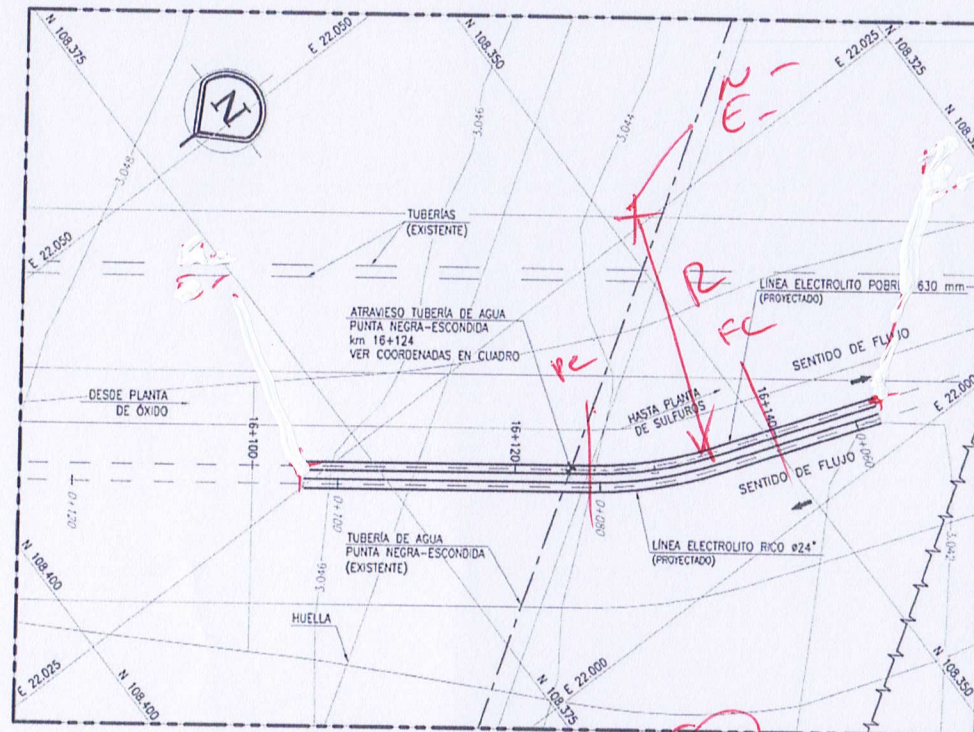 N 108.375
E 22.050
N 108.350
E 22.025
N 108.325
N
N -
E -
3.048
3.046
3.044
TUBERÍAS
(EXISTENTE)
E 22.050
R
LÍNEA ELECTROLITO POBRE 630 mm
(PROYECTADO)
ATRAVIESO TUBERÍA DE AGUA
PUNTA NEGRA-ESCONDIDA
km 16+124
VER COORDENADAS EN CUADRO
PC
FC
SENTIDO DE FLUJO
DESDE PLANTA
DE ÓXIDO
HASTA PLANTA
DE SULFUROS
E 22.000
16+100
16+120
16+140
SENTIDO DE FLUJO
0+120
0+100
0+080
0+060
TUBERÍA DE AGUA
PUNTA NEGRA-ESCONDIDA
(EXISTENTE)
LÍNEA ELECTROLITO RICO ø24"
(PROYECTADO)
3.042
N 108.400
3.046
HUELLA
E 22.025
N 108.400
N 108.375
E 22.000
N 108.350